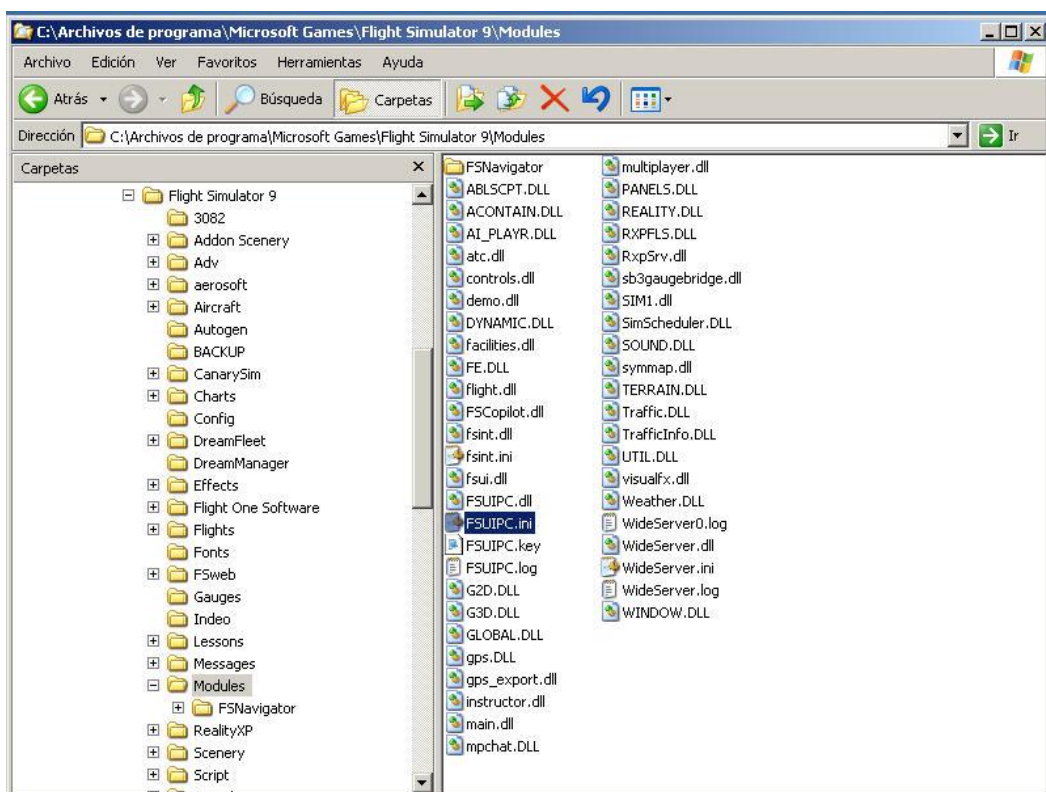 C:\Archivos de programa\Microsoft Games\Flight Simulator 9\Modules
Archivo Edición Ver Favoritos Herramientas Ayuda
Atrás Búsqueda Carpetas
Dirección C:\Archivos de programa\Microsoft Games\Flight Simulator 9\Modules Ir
Carpetas
Flight Simulator 9
3082
Addon Scenery
Adv
aerosoft
Aircraft
Autogen
BACKUP
CanarySim
Charts
Config
DreamFleet
DreamManager
Effects
Flight One Software
Flights
Fonts
FSweb
Gauges
Indeo
Lessons
Messages
Modules
FSNavigator
RealityXP
Scenery
Script
FSNavigator
ABLSCPT.DLL
ACONTAIN.DLL
AI_PLAYR.DLL
atc.dll
controls.dll
demo.dll
DYNAMIC.DLL
facilities.dll
FE.DLL
flight.dll
FSCopilot.dll
fsint.dll
fsint.ini
fsui.dll
FSUIPC.dll
FSUIPC.ini
FSUIPC.key
FSUIPC.log
G2D.DLL
G3D.DLL
GLOBAL.DLL
gps.DLL
gps_export.dll
instructor.dll
main.dll
mpchat.DLL
multiplayer.dll
PANELS.DLL
REALITY.DLL
RXPFLS.DLL
RxpSrv.dll
sb3gaugebridge.dll
SIM1.dll
SimScheduler.DLL
SOUND.DLL
symmap.dll
TERRAIN.DLL
Traffic.DLL
TrafficInfo.DLL
UTIL.DLL
visualfx.dll
Weather.DLL
WideServer0.log
WideServer.dll
WideServer.ini
WideServer.log
WINDOW.DLL